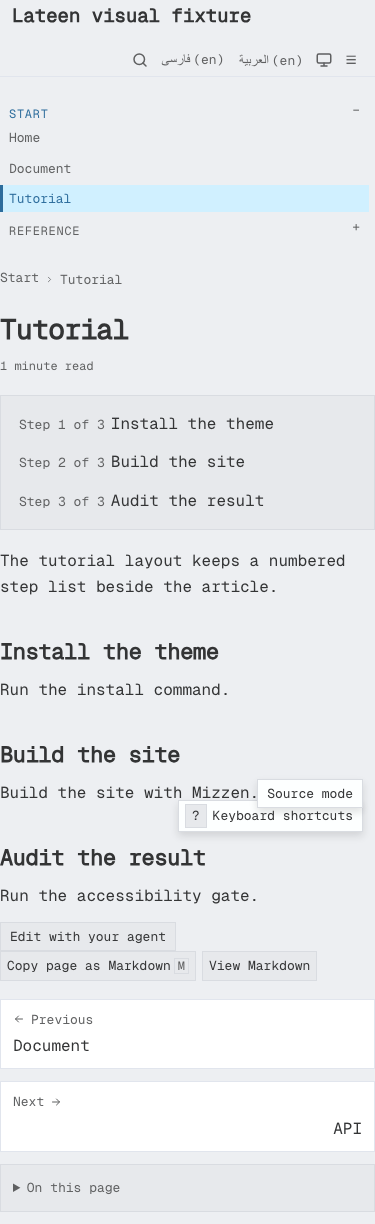 Lateen visual fixture
فارسی (en) العربية (en) ≡
START −
Home
Document
Tutorial
REFERENCE +
Start › Tutorial
Tutorial
1 minute read
Step 1 of 3 Install the theme
Step 2 of 3 Build the site
Step 3 of 3 Audit the result
The tutorial layout keeps a numbered
step list beside the article.
Install the theme
Run the install command.
Build the site
Build the site with Mizzen.
Source mode
? Keyboard shortcuts
Audit the result
Run the accessibility gate.
Edit with your agent
Copy page as Markdown M View Markdown
← Previous
Document
Next →
API
▶ On this page